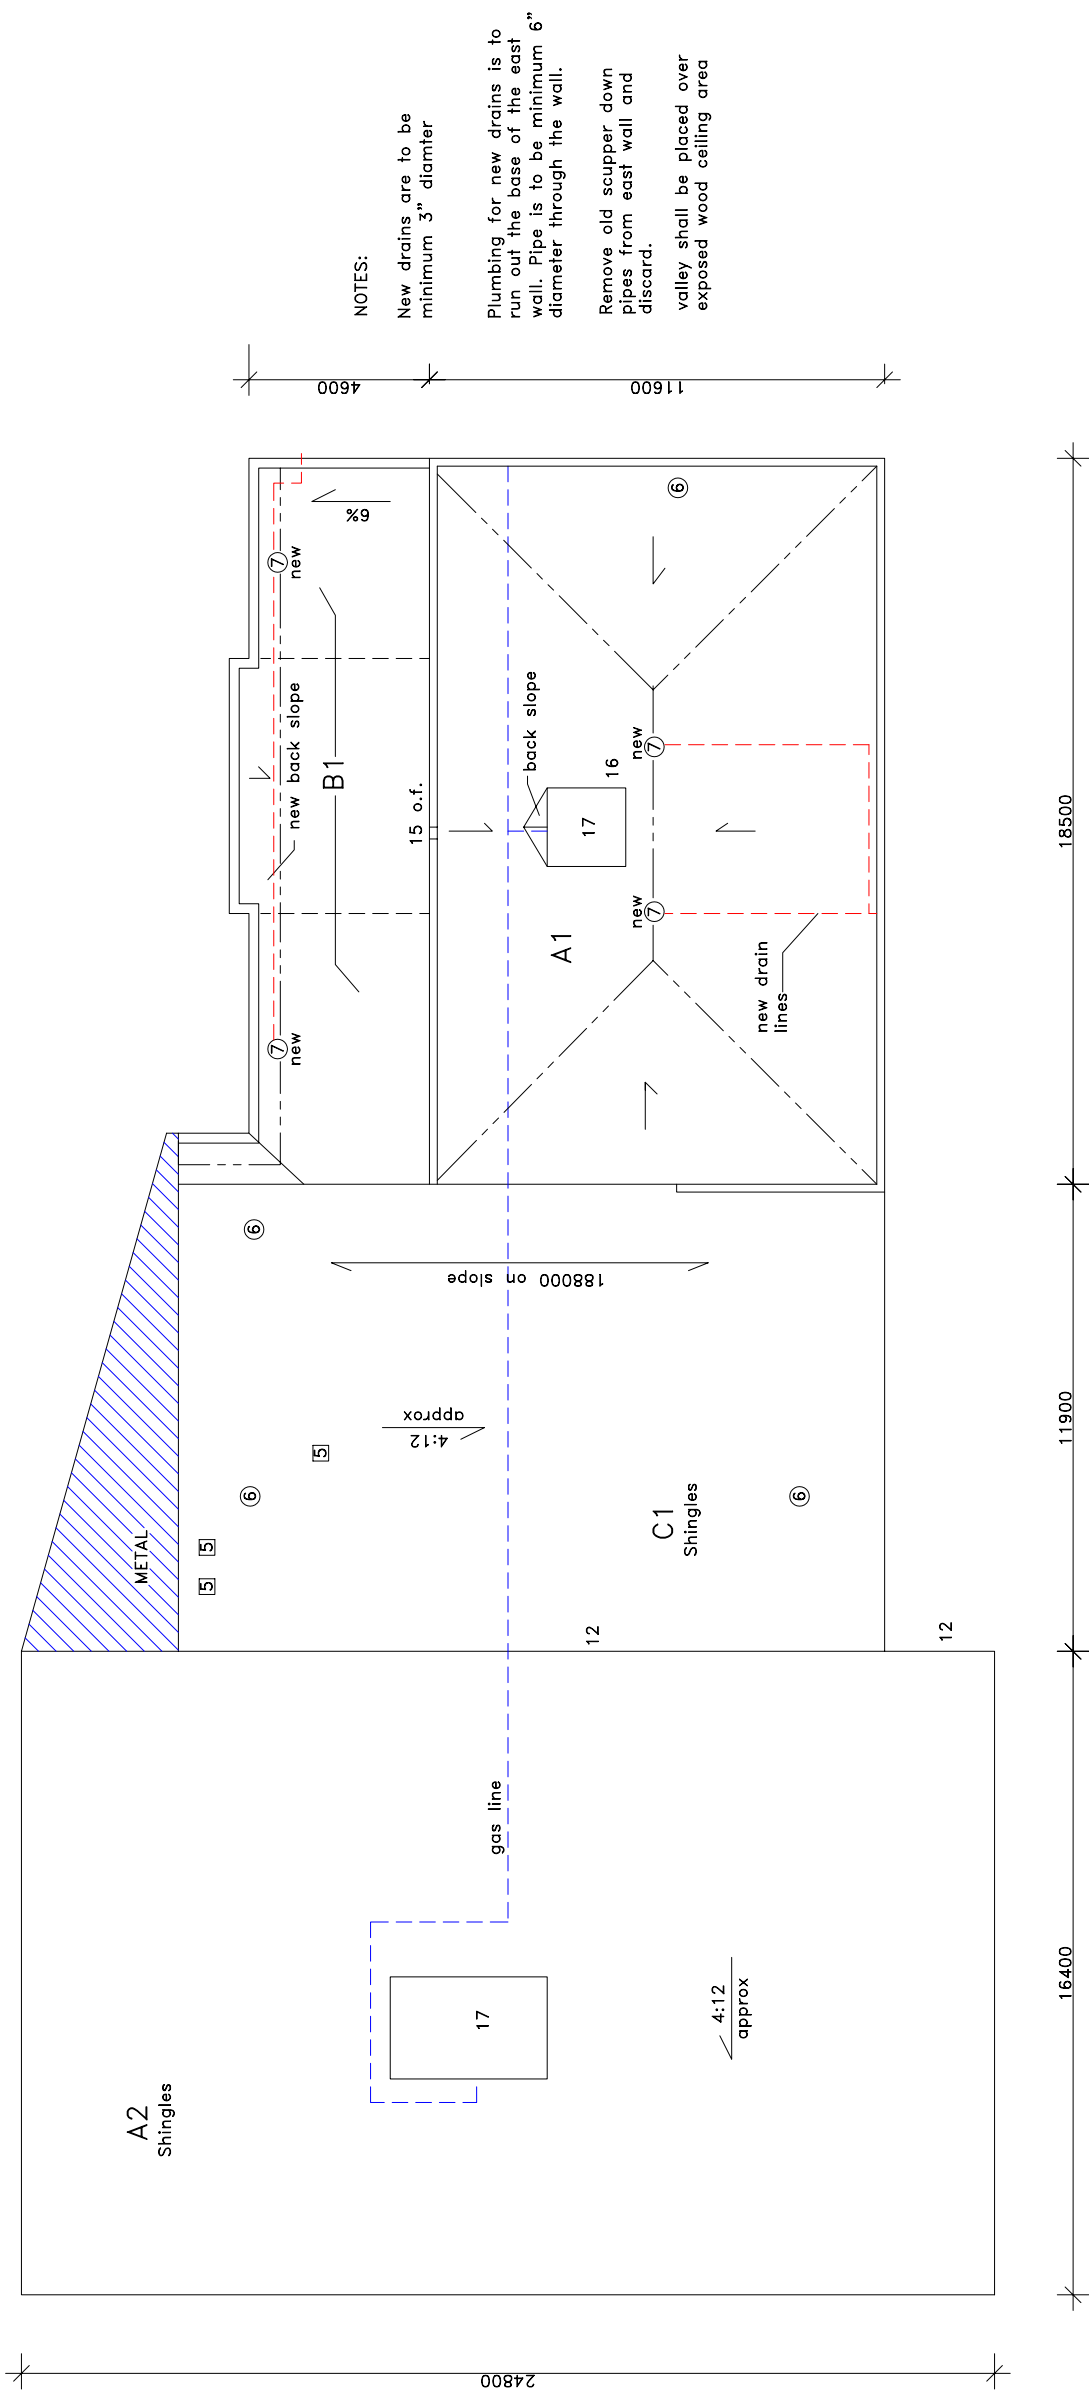 A2
Shingles
17
gas line
4:12
approx
24800
16400
METAL
5
5
5
6
6
6
4:12
approx
188000 on slope
C1
Shingles
12
12
11900
7
new
7
new
new back slope
B1
6%
15 o.f.
back slope
17
16
A1
new
7
new
7
new drain
lines
6
18500
4600
11600
NOTES:
New drains are to be
minimum 3" diamter
Plumbing for new drains is to
run out the base of the east
wall. Pipe is to be minimum 6"
diameter through the wall.
Remove old scupper down
pipes from east wall and
discard.
valley shall be placed over
exposed wood ceiling area